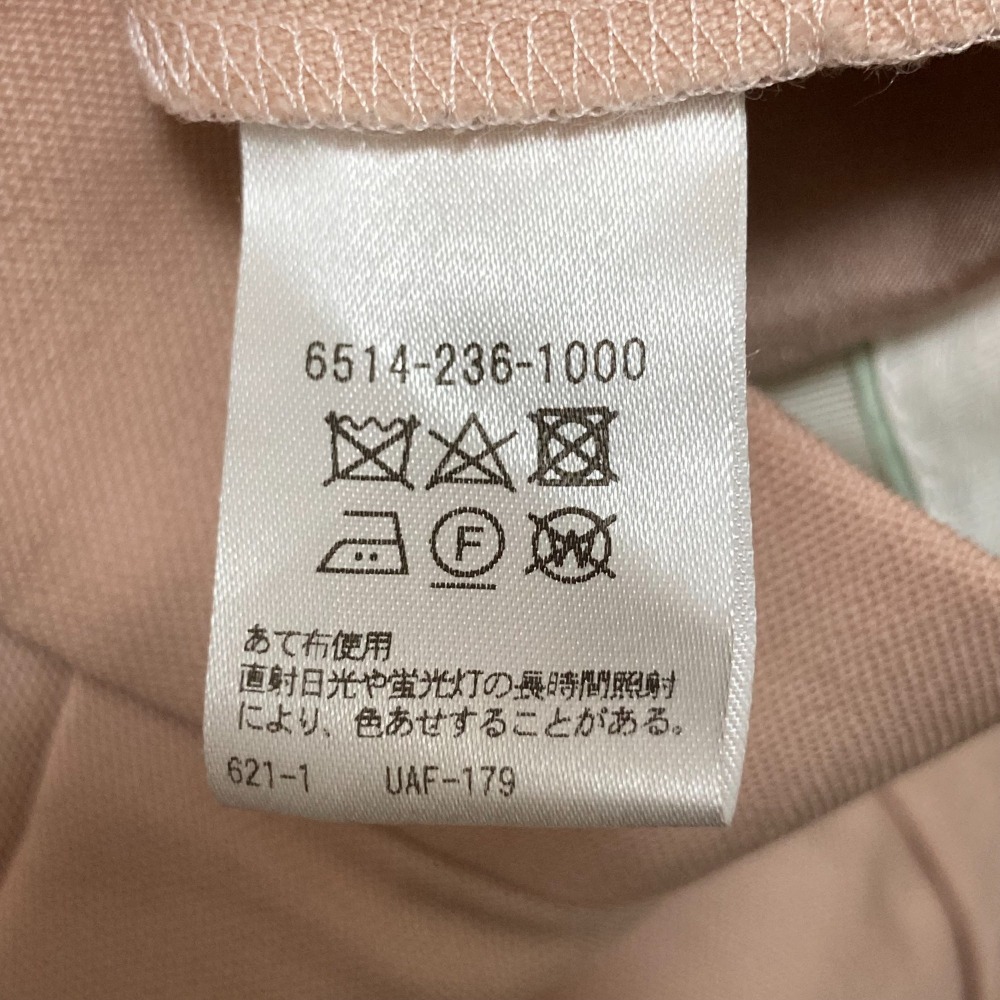 6514-236-1000
F
W
あて布使用
直射日光や蛍光灯の長時間照射
により、色あせすることがある。
621-1 UAF-179